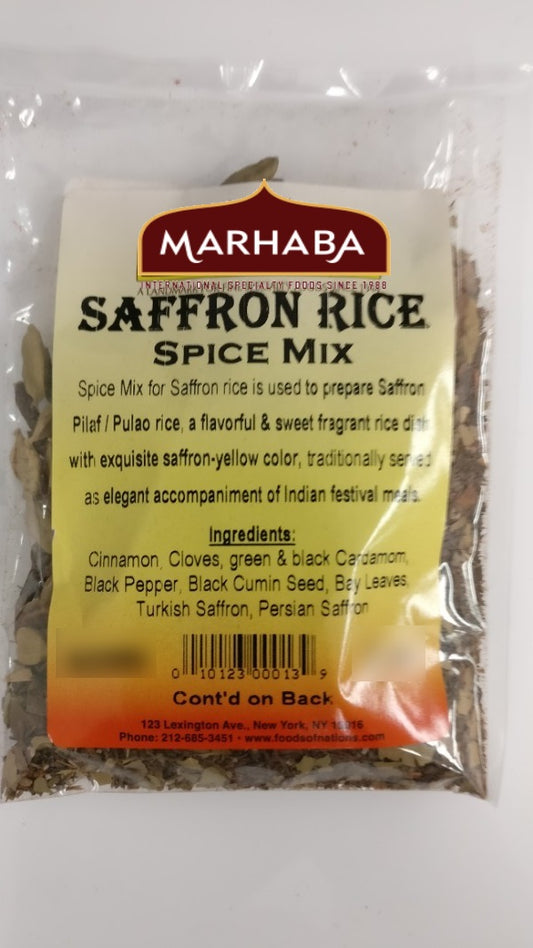 MARHABA
INTERNATIONAL SPECIALTY FOODS SINCE 1988
SAFFRON RICE
SPICE MIX
Spice Mix for Saffron rice is used to prepare Saffron
Pilaf / Pulao rice, a flavorful & sweet fragrant rice dish
with exquisite saffron-yellow color, traditionally served
as elegant accompaniment of Indian festival meals.
Ingredients:
Cinnamon, Cloves, green & black Cardamom,
Black Pepper, Black Cumin Seed, Bay Leaves,
Turkish Saffron, Persian Saffron
0 10123 00013 9
Cont'd on Back
123 Lexington Ave., New York, NY 10016
Phone: 212-685-3451 • www.foodsofnations.com